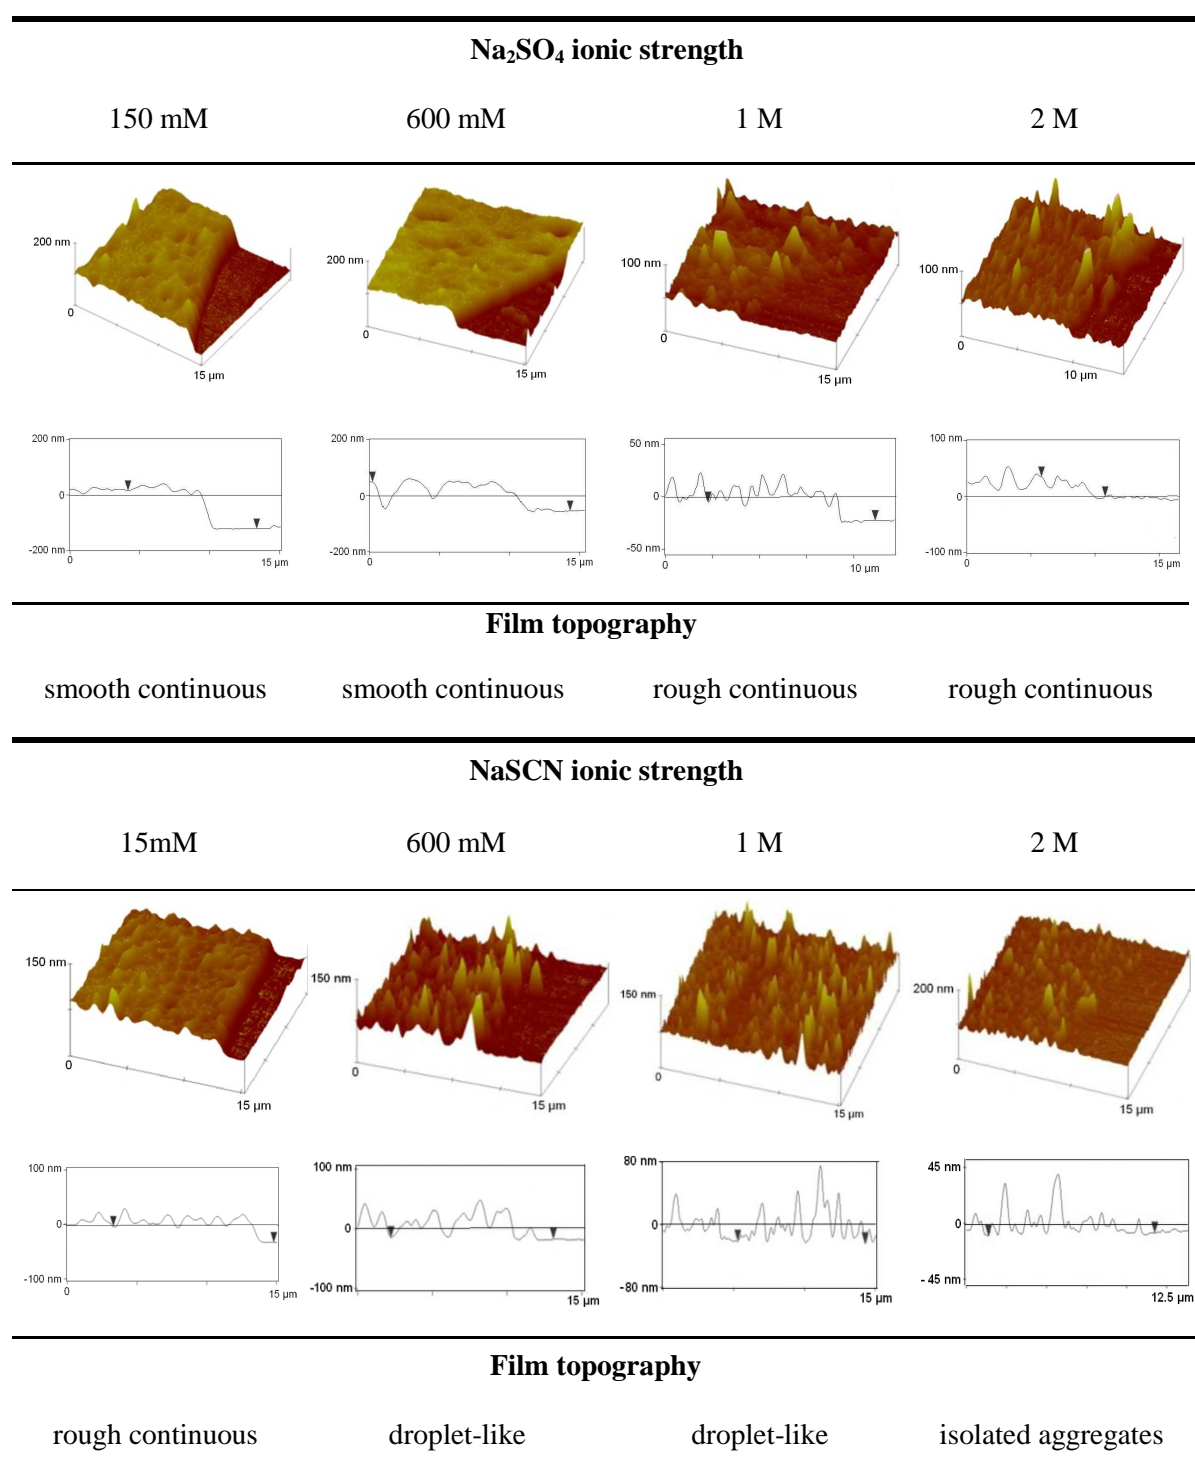 Na₂SO₄ ionic strength
150 mM 600 mM 1 M 2 M
200 nm 0 15 µm
200 nm 0 15 µm
100 nm 0 15 µm
100 nm 0 10 µm
200 nm 0 -200 nm 0 15 µm
200 nm 0 -200 nm 0 15 µm
50 nm 0 -50 nm 0 10 µm
100 nm 0 -100 nm 0 15 µm
Film topography
smooth continuous smooth continuous rough continuous rough continuous
NaSCN ionic strength
15mM 600 mM 1 M 2 M
150 nm 0 15 µm
150 nm 0 15 µm
150 nm 0 15 µm
200 nm 0 15 µm
100 nm 0 -100 nm 0 15 µm
100 nm 0 -100 nm 15 µm
80 nm 0 -80 nm 15 µm
45 nm 0 - 45 nm 12.5 µm
Film topography
rough continuous droplet-like droplet-like isolated aggregates